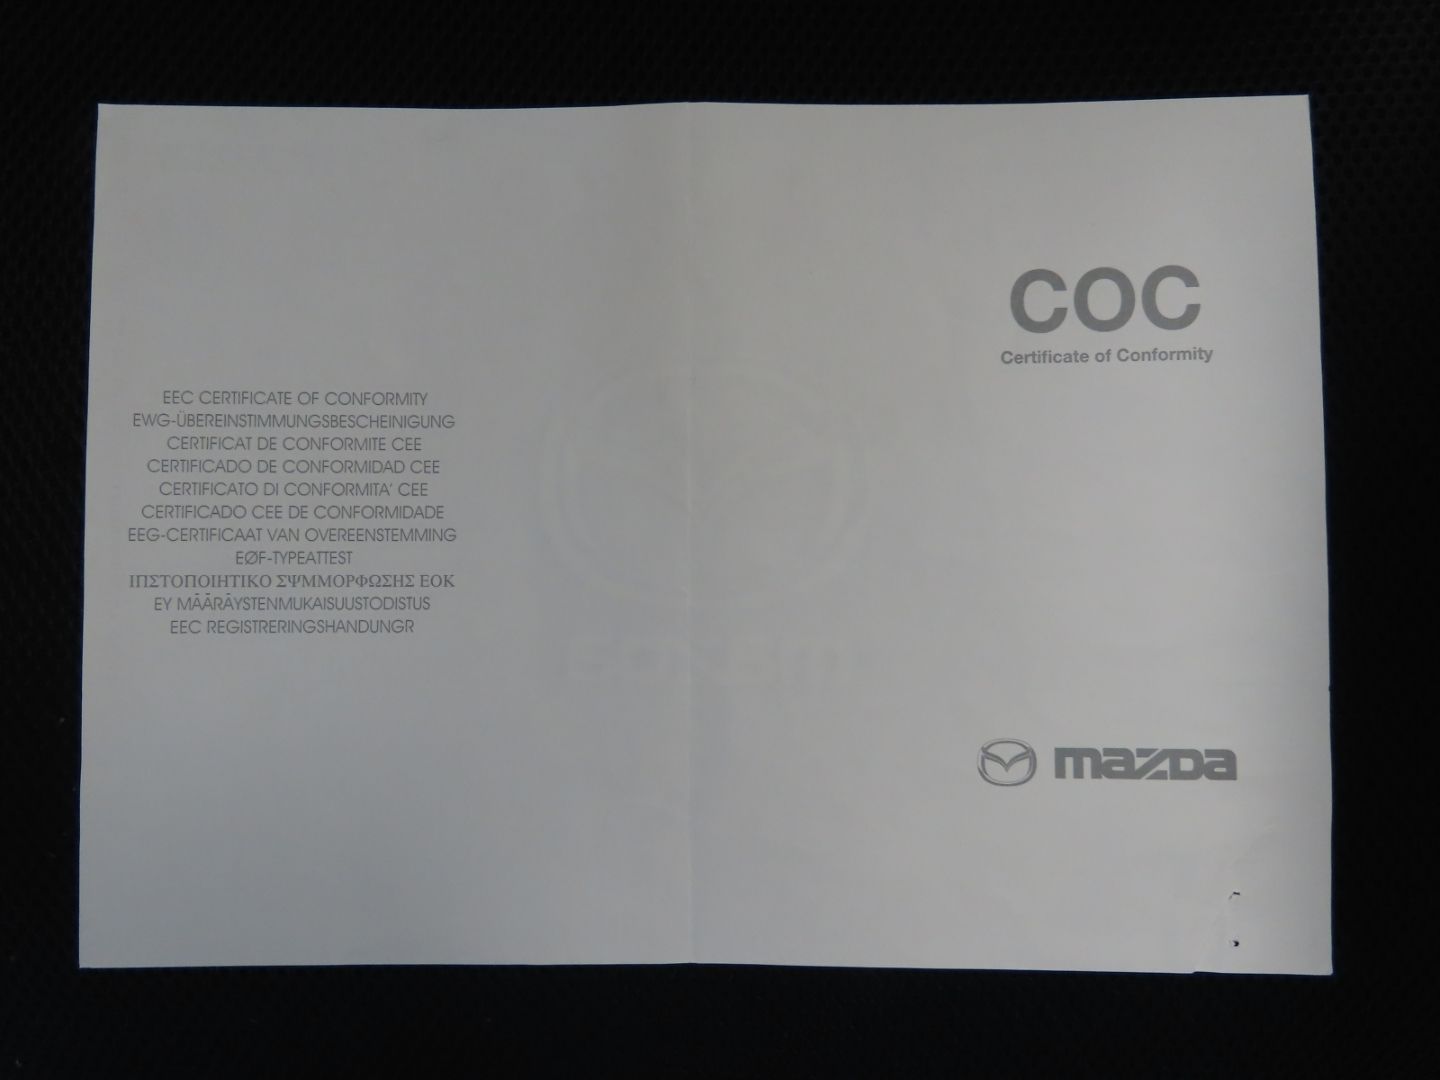 EEC CERTIFICATE OF CONFORMITY
EWG-ÜBEREINSTIMMUNGSBESCHEINIGUNG
CERTIFICAT DE CONFORMITE CEE
CERTIFICADO DE CONFORMIDAD CEE
CERTIFICATO DI CONFORMITA' CEE
CERTIFICADO CEE DE CONFORMIDADE
EEG-CERTIFICAAT VAN OVEREENSTEMMING
EØF-TYPEATTEST
ΙΠΣΤΟΠΟΙΗΤΙΚΟ ΣΨΜΜΟΡΦΩΣΗΣ ΕΟΚ
EY MÄÄRÄYSTENMUKAISUUSTODISTUS
EEC REGISTRERINGSHANDUNGR
COC
Certificate of Conformity
mazda